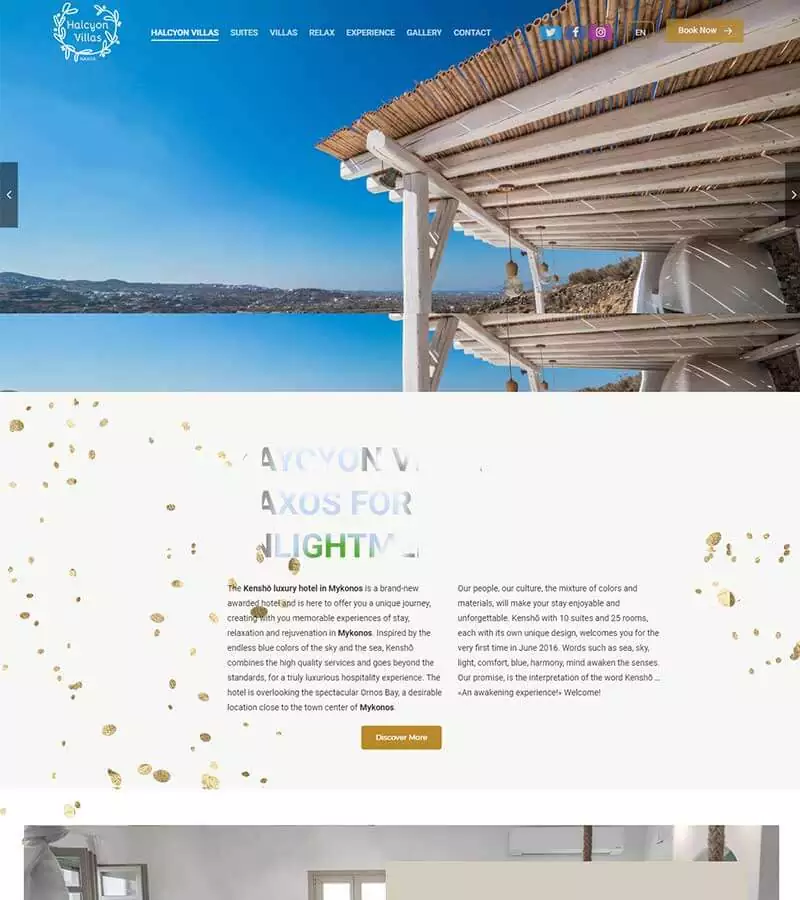 Halcyon
Villas
NAXOS
HALCYON VILLAS SUITES VILLAS RELAX EXPERIENCE GALLERY CONTACT EN Book Now
AXOS FOR
The Kenshō luxury hotel in Mykonos is a brand-new
awarded hotel and is here to offer you a unique journey,
creating with you memorable experiences of stay,
relaxation and rejuvenation in Mykonos. Inspired by the
endless blue colors of the sky and the sea, Kenshō
combines the high quality services and goes beyond the
standards, for a truly luxurious hospitality experience. The
hotel is overlooking the spectacular Ornos Bay, a desirable
location close to the town center of Mykonos.
Our people, our culture, the mixture of colors and
materials, will make your stay enjoyable and
unforgettable. Kenshō with 10 suites and 25 rooms,
each with its own unique design, welcomes you for the
very first time in June 2016. Words such as sea, sky,
light, comfort, blue, harmony, mind awaken the senses.
Our promise, is the interpretation of the word Kenshō ...
«An awakening experience!» Welcome!
Discover More